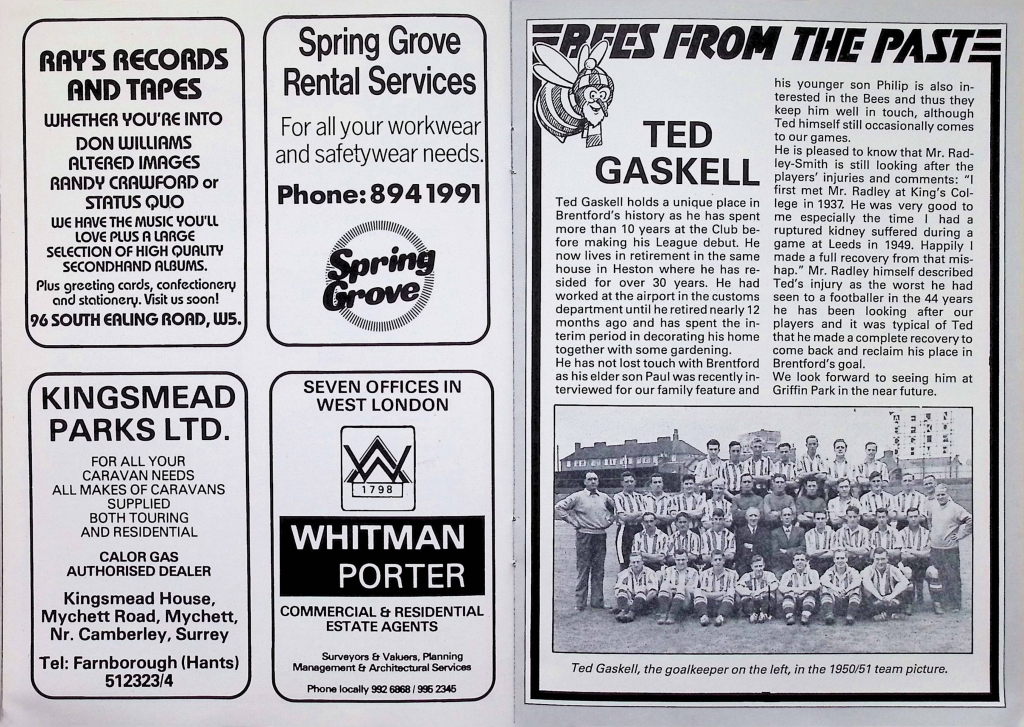 RAY'S RECORDS
AND TAPES
WHETHER YOU'RE INTO
DON WILLIAMS
ALTERED IMAGES
RANDY CRAWFORD or
STATUS QUO
WE HAVE THE MUSIC YOU'LL
LOVE PLUS A LARGE
SELECTION OF HIGH QUALITY
SECONDHAND ALBUMS.
Plus greeting cards, confectionery
and stationery. Visit us soon!
96 SOUTH EALING ROAD, W5.
Spring Grove
Rental Services
For all your workwear
and safetywear needs.
Phone: 894 1991
Spring
Grove
KINGSMEAD
PARKS LTD.
FOR ALL YOUR
CARAVAN NEEDS
ALL MAKES OF CARAVANS
SUPPLIED
BOTH TOURING
AND RESIDENTIAL
CALOR GAS
AUTHORISED DEALER
Kingsmead House,
Mychett Road, Mychett,
Nr. Camberley, Surrey
Tel: Farnborough (Hants)
512323/4
SEVEN OFFICES IN
WEST LONDON
1798
WHITMAN
PORTER
COMMERCIAL & RESIDENTIAL
ESTATE AGENTS
Surveyors & Valuers, Planning
Management & Architectural Services
Phone locally 992 6868 / 995 2345
BEES FROM THE PAST
TED
GASKELL
Ted Gaskell holds a unique place in
Brentford's history as he has spent
more than 10 years at the Club be-
fore making his League debut. He
now lives in retirement in the same
house in Heston where he has re-
sided for over 30 years. He had
worked at the airport in the customs
department until he retired nearly 12
months ago and has spent the in-
terim period in decorating his home
together with some gardening.
He has not lost touch with Brentford
as his elder son Paul was recently in-
terviewed for our family feature and
his younger son Philip is also in-
terested in the Bees and thus they
keep him well in touch, although
Ted himself still occasionally comes
to our games.
He is pleased to know that Mr. Rad-
ley-Smith is still looking after the
players' injuries and comments: "I
first met Mr. Radley at King's Col-
lege in 1937. He was very good to
me especially the time I had a
ruptured kidney suffered during a
game at Leeds in 1949. Happily I
made a full recovery from that mis-
hap." Mr. Radley himself described
Ted's injury as the worst he had
seen to a footballer in the 44 years
he has been looking after our
players and it was typical of Ted
that he made a complete recovery to
come back and reclaim his place in
Brentford's goal.
We look forward to seeing him at
Griffin Park in the near future.
Ted Gaskell, the goalkeeper on the left, in the 1950/51 team picture.